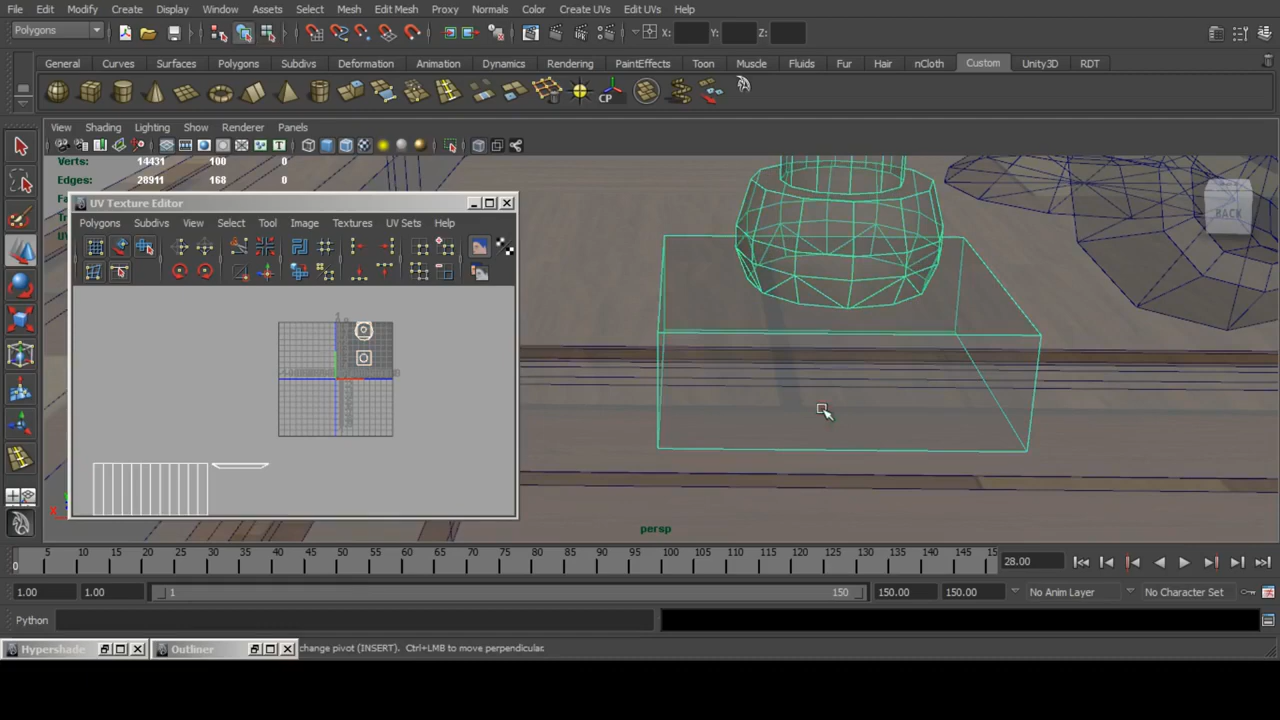 File Edit Modify Create Display Window Assets Select Mesh Edit Mesh Proxy Normals Color Create UVs Edit UVs Help
Polygons X: Y: Z:
General Curves Surfaces Polygons Subdivs Deformation Animation Dynamics Rendering PaintEffects Toon Muscle Fluids Fur Hair nCloth Custom Unity3D RDT
CP
View Shading Lighting Show Renderer Panels
Verts: 14431 100 0
Edges: 28911 168 0
UV Texture Editor
Polygons Subdivs View Select Tool Image Textures UV Sets Help
BACK
persp
5 10 15 20 25 30 35 40 45 50 55 60 65 70 75 80 85 90 95 100 105 110 115 120 125 130 135 140 145 15
0
28.00
1.00 1.00 1 150 150.00 150.00 No Anim Layer No Character Set
Python
Hypershade Outliner change pivot (INSERT). Ctrl+LMB to move perpendicular.